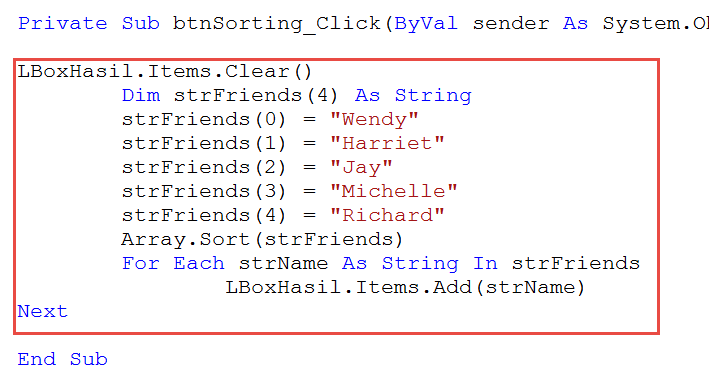 Private Sub btnSorting_Click(ByVal sender As System.
LBoxHasil.Items.Clear()
Dim strFriends(4) As String
strFriends(0) = "Wendy"
strFriends(1) = "Harriet"
strFriends(2) = "Jay"
strFriends(3) = "Michelle"
strFriends(4) = "Richard"
Array.Sort(strFriends)
For Each strName As String In strFriends
LBoxHasil.Items.Add(strName)
Next
End Sub